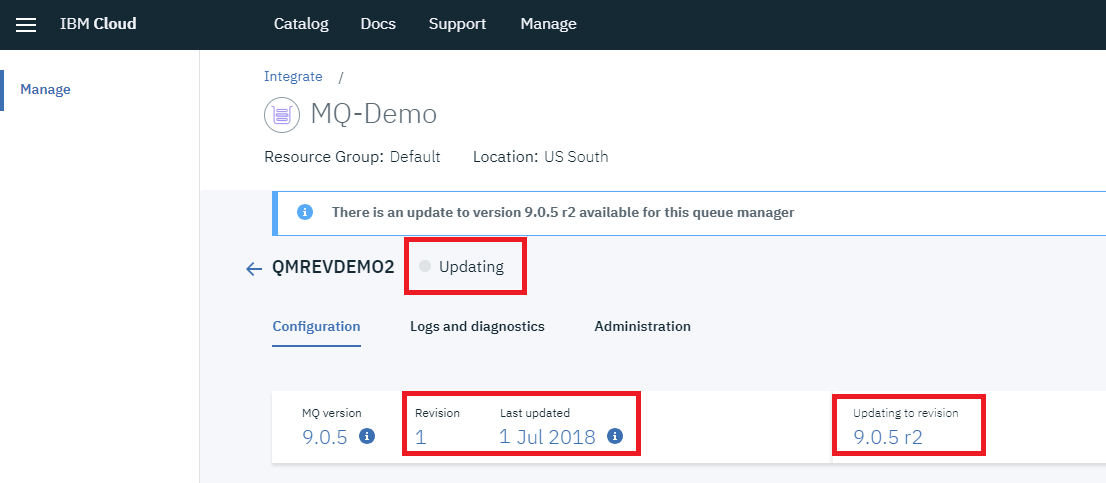 IBM Cloud Catalog Docs Support Manage
Manage
Integrate /
MQ-Demo
Resource Group: Default Location: US South
There is an update to version 9.0.5 r2 available for this queue manager
QMREVDEMO2 Updating
Configuration Logs and diagnostics Administration
MQ version Revision Last updated Updating to revision
9.0.5 1 1 Jul 2018 9.0.5 r2